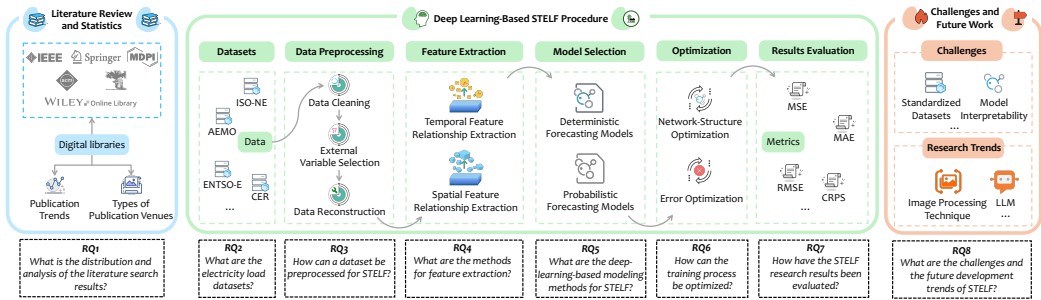 Literature Review
and Statistics
IEEE
Springer
MDPI
acm
WILEY Online Library
Digital libraries
Publication
Trends
Types of
Publication Venues
Deep Learning-Based STELF Procedure
Datasets
ISO-NE
AEMO
Data
ENTSO-E
CER
...
Data Preprocessing
Data Cleaning
External
Variable Selection
Data Reconstruction
Feature Extraction
Temporal Feature
Relationship Extraction
Spatial Feature
Relationship Extraction
Model Selection
Deterministic
Forecasting Models
Probabilistic
Forecasting Models
Optimization
Network-Structure
Optimization
Error Optimization
Results Evaluation
MSE
MAE
Metrics
RMSE
CRPS
...
Challenges and
Future Work
Challenges
Standardized
Datasets
Model
Interpretability
...
Research Trends
Image Processing
Technique
LLM
...
RQ1
What is the distribution and
analysis of the literature search
results?
RQ2
What are the
electricity load
datasets?
RQ3
How can a dataset be
preprocessed for STELF?
RQ4
What are the methods
for feature extraction?
RQ5
What are the deep-
learning-based modeling
methods for STELF?
RQ6
How can the
training process
be optimized?
RQ7
How have the STELF
research results been
evaluated?
RQ8
What are the challenges and
the future development
trends of STELF?